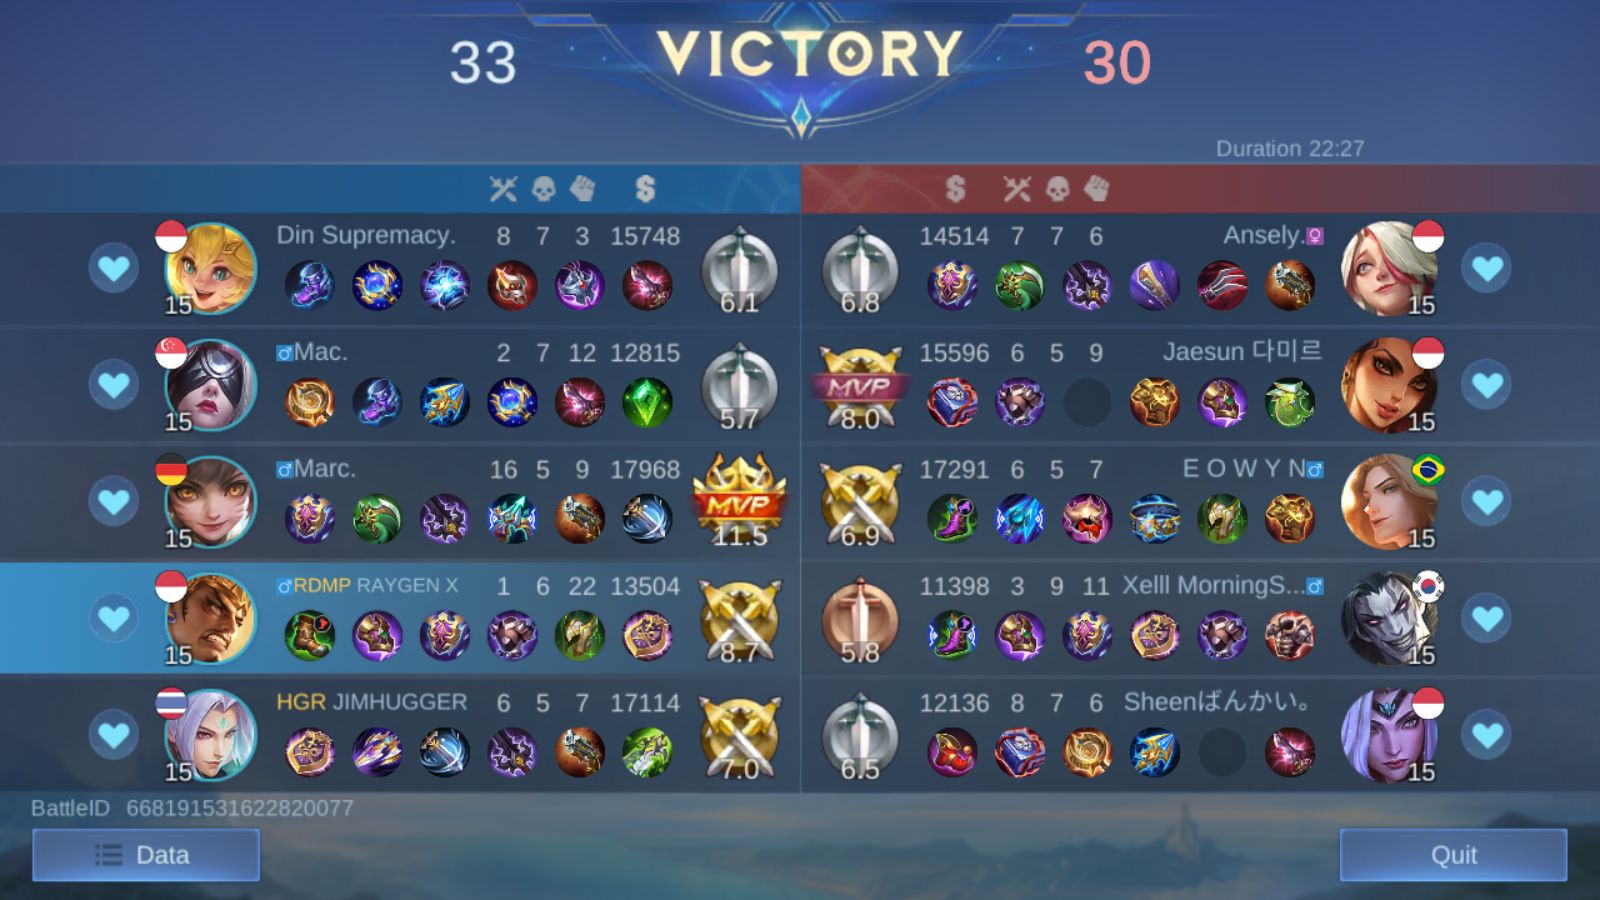 33 VICTORY 30
Duration 22:27
Din Supremacy. 8 7 3 15748 6.1 15
6.8 14514 7 7 6 Ansely. 15
Mac. 2 7 12 12815 5.7 15
MVP 8.0 15596 6 5 9 Jaesun 다미르 15
Marc. 16 5 9 17968 MVP 11.5 15
6.9 17291 6 5 7 E O W Y N 15
RDMP RAYGEN X 1 6 22 13504 8.7 15
5.8 11398 3 9 11 Xelll MorningS... 15
HGR JIMHUGGER 6 5 7 17114 7.0 15
6.5 12136 8 7 6 Sheenばんかい。 15
BattleID 668191531622820077
Data
Quit